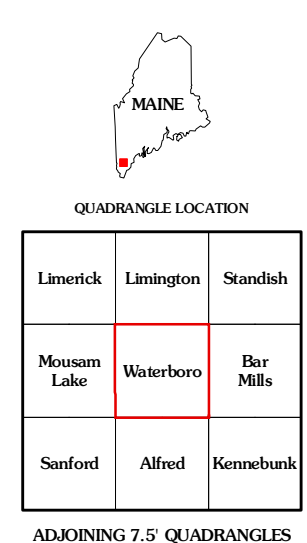 MAINE
QUADRANGLE LOCATION
Limerick Limington Standish
Mousam Lake Waterboro Bar Mills
Sanford Alfred Kennebunk
ADJOINING 7.5' QUADRANGLES